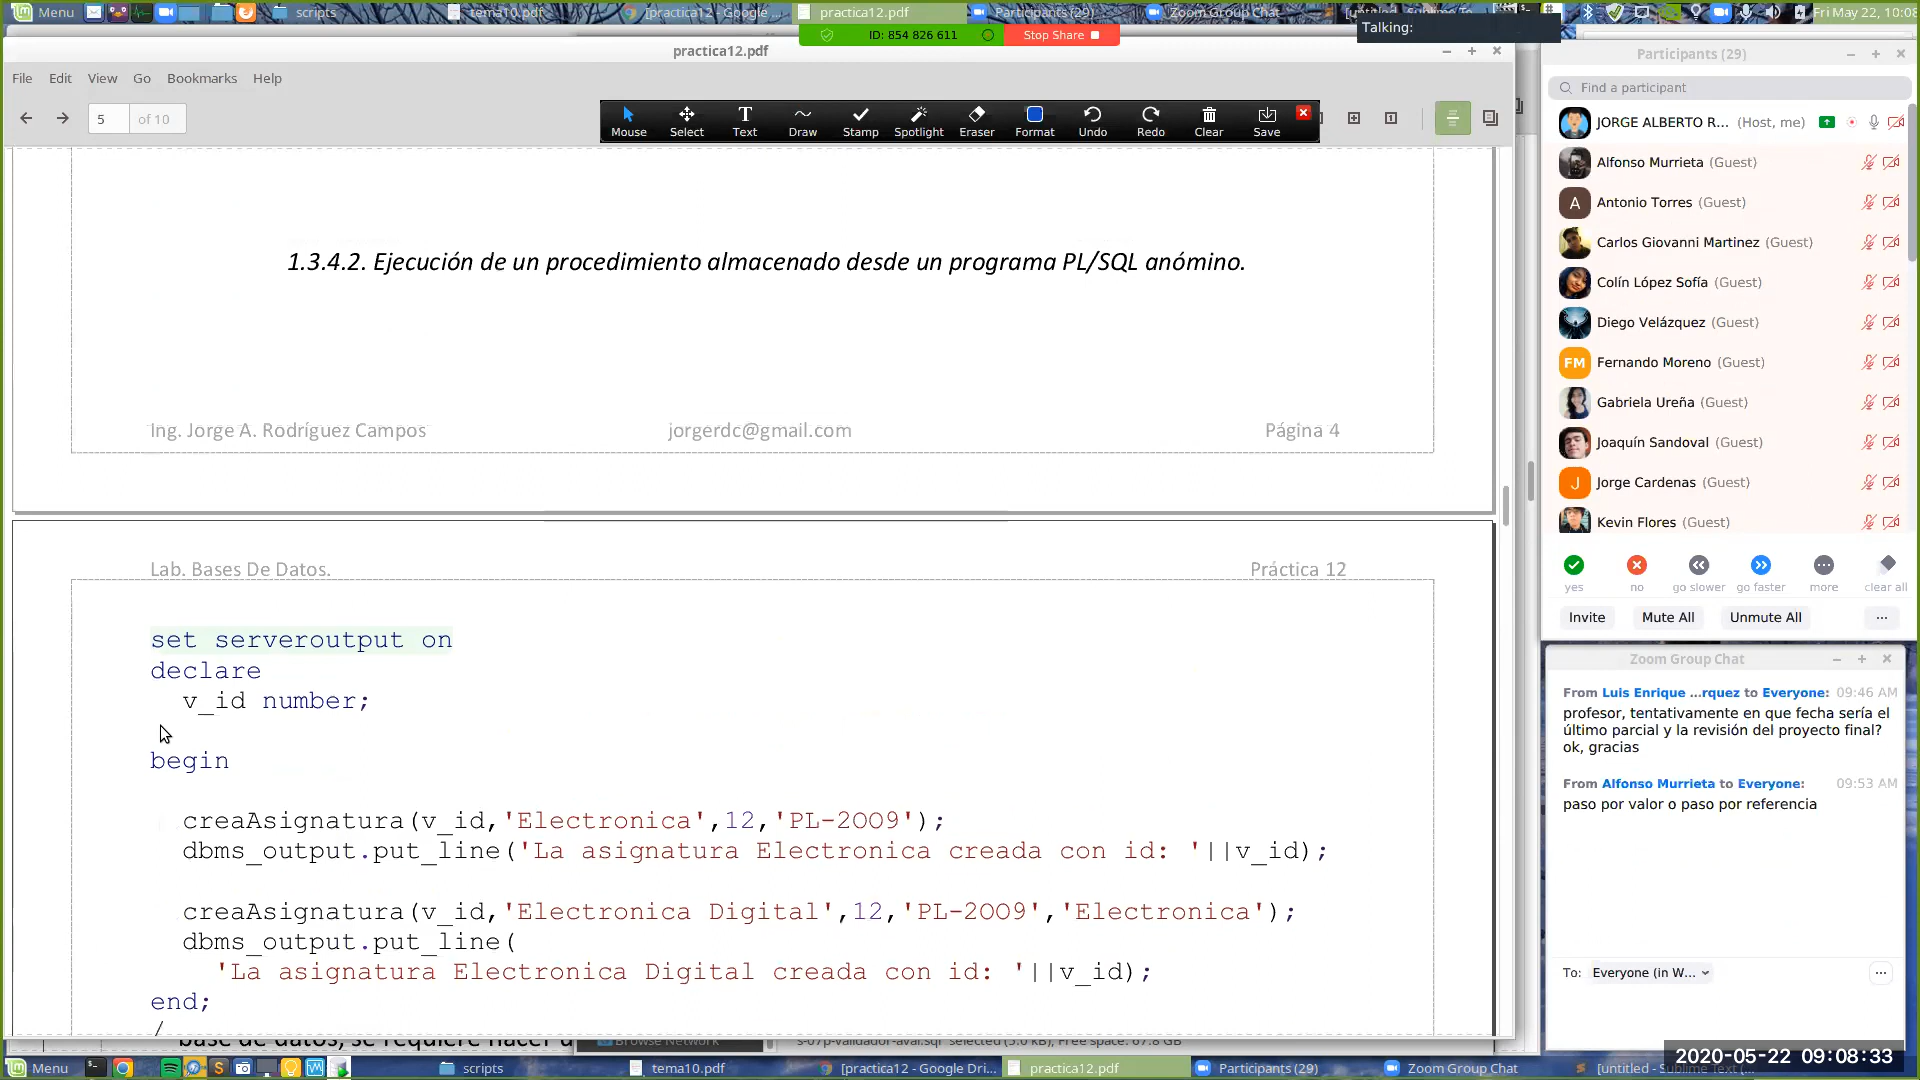 Menu
scripts
tema10.pdf
[practica12 - Google ...
practica12.pdf
Participants (29)
Zoom Group Chat
Fri May 22, 10:08
Talking:
ID: 854 826 611
Stop Share
practica12.pdf
File Edit View Go Bookmarks Help
5 of 10
Mouse Select Text Draw Stamp Spotlight Eraser Format Undo Redo Clear Save
1.3.4.2. Ejecución de un procedimiento almacenado desde un programa PL/SQL anómino.
Ing. Jorge A. Rodríguez Campos jorgerdc@gmail.com Página 4
Lab. Bases De Datos. Práctica 12
set serveroutput on
declare
v_id number;
begin
creaAsignatura(v_id,'Electronica',12,'PL-2OO9');
dbms_output.put_line('La asignatura Electronica creada con id: '||v_id);
creaAsignatura(v_id,'Electronica Digital',12,'PL-2OO9','Electronica');
dbms_output.put_line(
'La asignatura Electronica Digital creada con id: '||v_id);
end;
/
Participants (29)
Find a participant
JORGE ALBERTO R... (Host, me)
Alfonso Murrieta (Guest)
A Antonio Torres (Guest)
Carlos Giovanni Martinez (Guest)
Colín López Sofía (Guest)
Diego Velázquez (Guest)
FM Fernando Moreno (Guest)
Gabriela Ureña (Guest)
Joaquín Sandoval (Guest)
J Jorge Cardenas (Guest)
Kevin Flores (Guest)
yes no go slower go faster more clear all
Invite Mute All Unmute All ...
Zoom Group Chat
From Luis Enrique ...rquez to Everyone: 09:46 AM
profesor, tentativamente en que fecha sería el
último parcial y la revisión del proyecto final?
ok, gracias
From Alfonso Murrieta to Everyone: 09:53 AM
paso por valor o paso por referencia
To: Everyone (in W...
2020-05-22 09:08:33
Menu
scripts
tema10.pdf
[practica12 - Google Dri...
practica12.pdf
Participants (29)
Zoom Group Chat
[untitled - Sublime Text (...